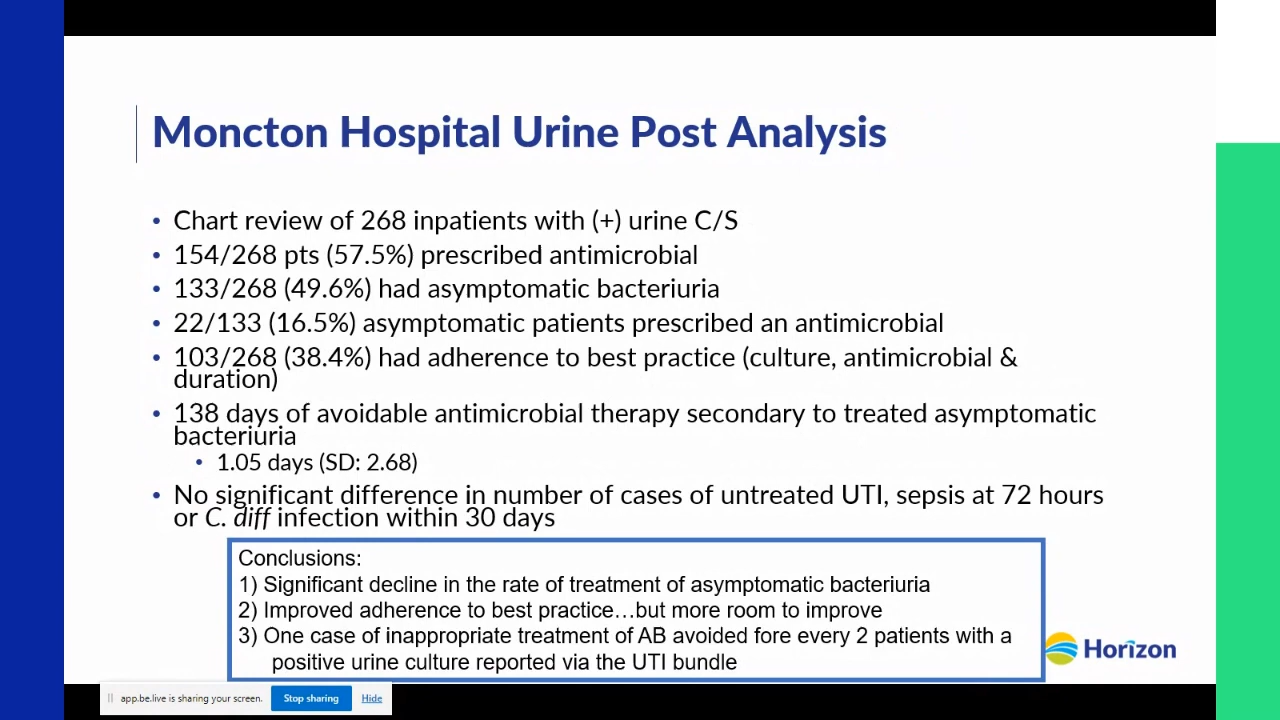 Moncton Hospital Urine Post Analysis
• Chart review of 268 inpatients with (+) urine C/S
• 154/268 pts (57.5%) prescribed antimicrobial
• 133/268 (49.6%) had asymptomatic bacteriuria
• 22/133 (16.5%) asymptomatic patients prescribed an antimicrobial
• 103/268 (38.4%) had adherence to best practice (culture, antimicrobial &
duration)
• 138 days of avoidable antimicrobial therapy secondary to treated asymptomatic
bacteriuria
• 1.05 days (SD: 2.68)
• No significant difference in number of cases of untreated UTI, sepsis at 72 hours
or C. diff infection within 30 days
Conclusions:
1) Significant decline in the rate of treatment of asymptomatic bacteriuria
2) Improved adherence to best practice…but more room to improve
3) One case of inappropriate treatment of AB avoided fore every 2 patients with a
positive urine culture reported via the UTI bundle
Horizon
app.be.live is sharing your screen. Stop sharing Hide